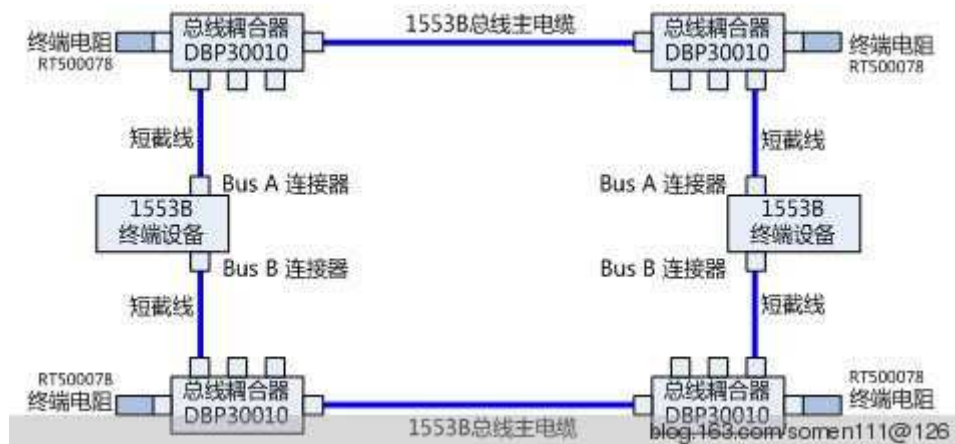 1553B总线主电缆
总线耦合器
DBP30010
终端电阻
RT500078
总线耦合器
DBP30010
终端电阻
RT500078
短截线
短截线
Bus A 连接器
Bus A 连接器
1553B
终端设备
1553B
终端设备
Bus B 连接器
Bus B 连接器
短截线
短截线
RT500078
终端电阻
总线耦合器
DBP30010
总线耦合器
DBP30010
RT500078
终端电阻
1553B总线主电缆
blog.163.com/somen111@126